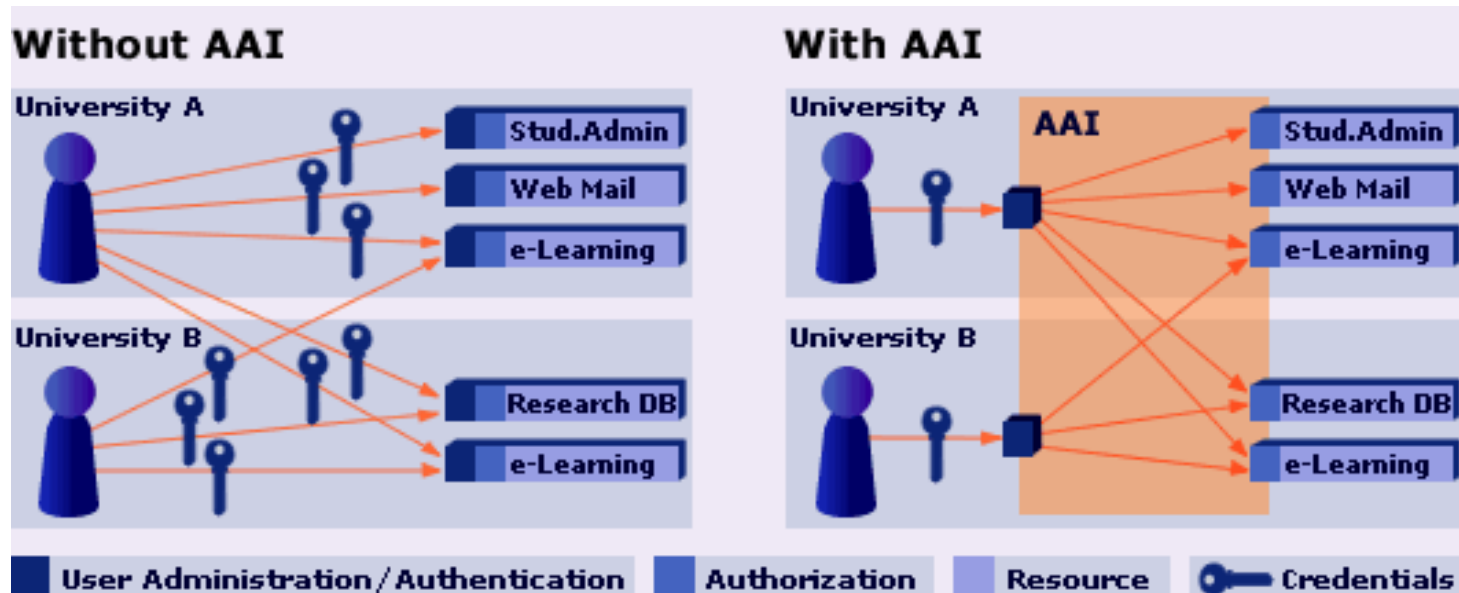 Without AAI
University A
Stud.Admin
Web Mail
e-Learning
University B
Research DB
e-Learning
With AAI
University A
AAI
Stud.Admin
Web Mail
e-Learning
University B
Research DB
e-Learning
User Administration/Authentication
Authorization
Resource
Credentials